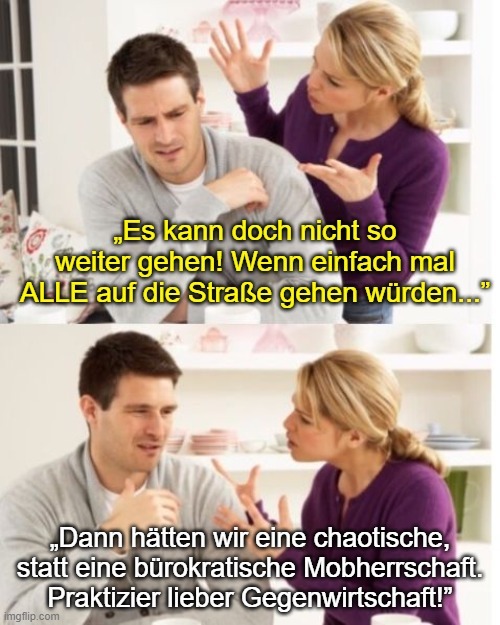 „Es kann doch nicht so
weiter gehen! Wenn einfach mal
ALLE auf die Straße gehen würden...”
„Dann hätten wir eine chaotische,
statt eine bürokratische Mobherrschaft.
Praktizier lieber Gegenwirtschaft!”
imgflip.com